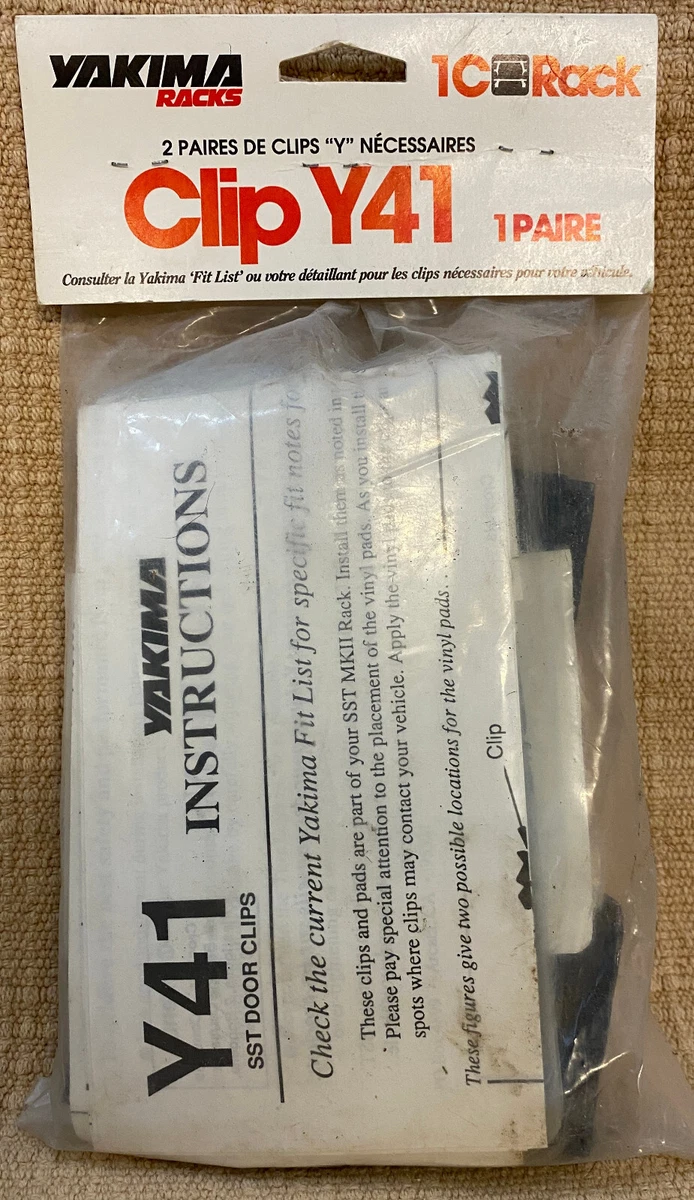 YAKIMA
RACKS
1C Rack
2 PAIRES DE CLIPS “Y” NÉCESSAIRES
Clip Y41 1 PAIRE
Consulter la Yakima ‘Fit List’ ou votre détaillant pour les clips nécessaires pour votre véhicule.
Y41 YAKIMA
INSTRUCTIONS
SST DOOR CLIPS
Check the current Yakima Fit List for specific fit notes fo
These clips and pads are part of your SST MKII Rack. Install them as noted in
Please pay special attention to the placement of the vinyl pads. As you install t
spots where clips may contact your vehicle. Apply the vinyl
These figures give two possible locations for the vinyl pads. . .
Clip